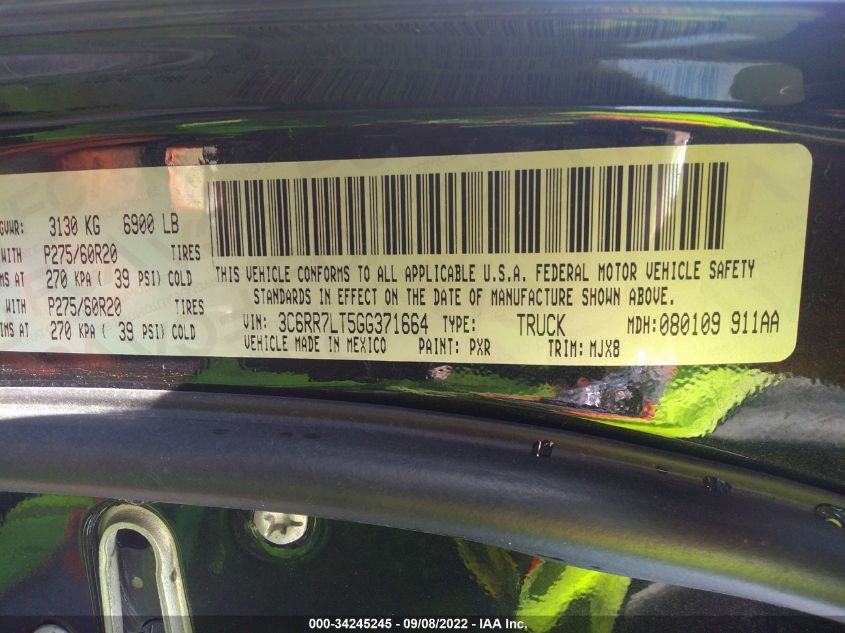 GVWR: 3130 KG 6900 LB
WITH P275/60R20 TIRES
MS AT 270 KPA ( 39 PSI) COLD
WITH P275/60R20 TIRES
IMS AT 270 KPA ( 39 PSI) COLD
THIS VEHICLE CONFORMS TO ALL APPLICABLE U.S.A. FEDERAL MOTOR VEHICLE SAFETY
STANDARDS IN EFFECT ON THE DATE OF MANUFACTURE SHOWN ABOVE.
VIN: 3C6RR7LT5GG371664 TYPE: TRUCK MDH: 080109 911AA
VEHICLE MADE IN MEXICO PAINT: PXR TRIM: MJX8
000-34245245 - 09/08/2022 - IAA Inc.